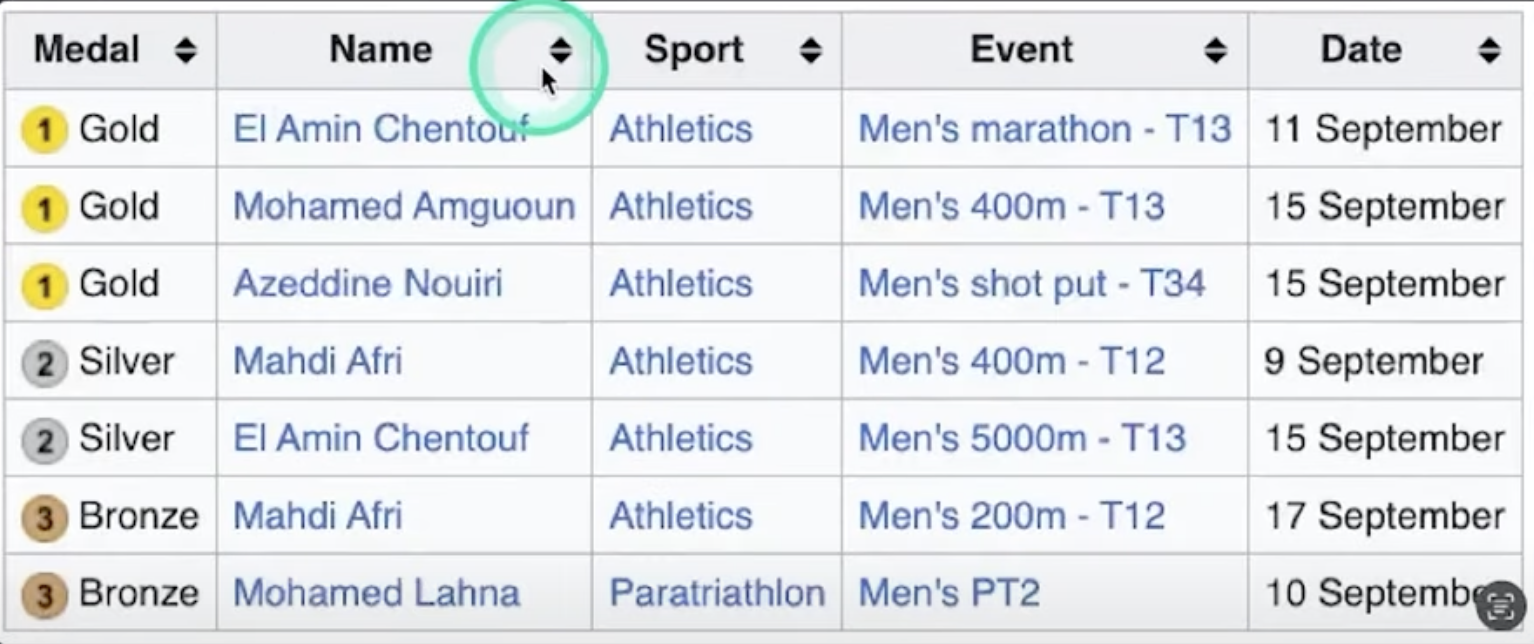 Medal Name Sport Event Date
1 Gold El Amin Chentouf Athletics Men's marathon - T13 11 September
1 Gold Mohamed Amguoun Athletics Men's 400m - T13 15 September
1 Gold Azeddine Nouiri Athletics Men's shot put - T34 15 September
2 Silver Mahdi Afri Athletics Men's 400m - T12 9 September
2 Silver El Amin Chentouf Athletics Men's 5000m - T13 15 September
3 Bronze Mahdi Afri Athletics Men's 200m - T12 17 September
3 Bronze Mohamed Lahna Paratriathlon Men's PT2 10 September